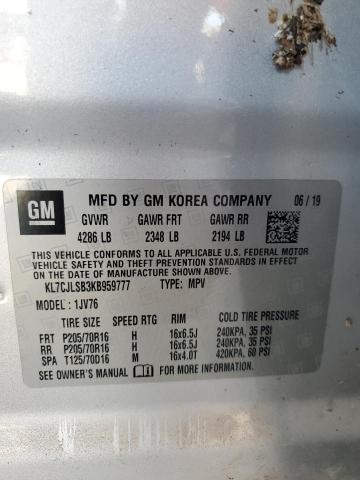 GM
MFD BY GM KOREA COMPANY 06/19
GVWR GAWR FRT GAWR RR
4286 LB 2348 LB 2194 LB
THIS VEHICLE CONFORMS TO ALL APPLICABLE U.S. FEDERAL MOTOR
VEHICLE SAFETY AND THEFT PREVENTION STANDARDS IN EFFECT
ON THE DATE OF MANUFACTURE SHOWN ABOVE.
KL7CJLSB3KB959777 TYPE: MPV
MODEL: 1JV76
TIRE SIZE SPEED RTG RIM COLD TIRE PRESSURE
FRT P205/70R16 H 16x6.5J 240KPA, 35 PSI
RR P205/70R16 H 16x6.5J 240KPA, 35 PSI
SPA T125/70D16 M 16x4.0T 420KPA, 60 PSI
SEE OWNER'S MANUAL FOR MORE INFORMATION.